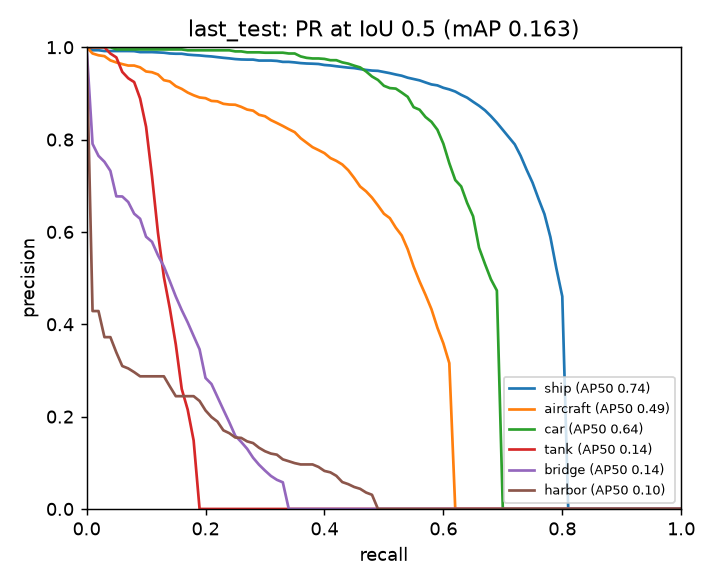 last_test: PR at IoU 0.5 (mAP 0.163)
precision
1.0
0.8
0.6
0.4
0.2
0.0
ship (AP50 0.74)
aircraft (AP50 0.49)
car (AP50 0.64)
tank (AP50 0.14)
bridge (AP50 0.14)
harbor (AP50 0.10)
0.0 0.2 0.4 0.6 0.8 1.0
recall